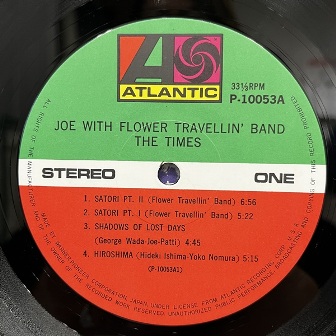 ATLANTIC
33⅓RPM
P-10053A
JOE WITH FLOWER TRAVELLIN' BAND
THE TIMES
STEREO
ONE
1. SATORI PT. II (Flower Travellin' Band) 6:56
2. SATORI PT. I (Flower Travellin' Band) 5:22
3. SHADOWS OF LOST DAYS
(George Wada-Joe-Patti) 4:45
4. HIROSHIMA (Hideki Ishima-Yoko Nomura) 5:15
(P-10053A1)